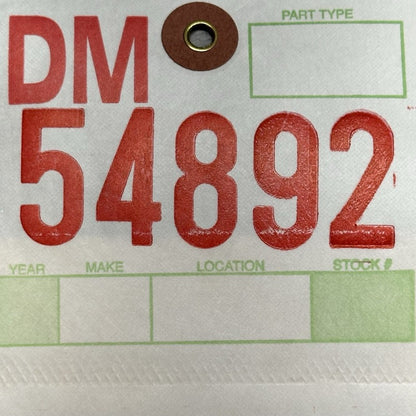 DM
PART TYPE
54892
YEAR MAKE LOCATION STOCK #